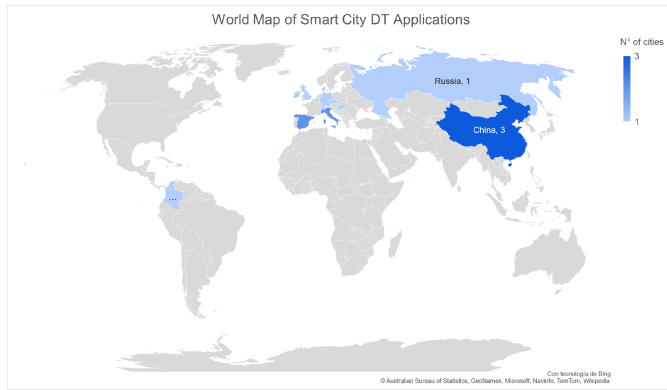 World Map of Smart City DT Applications
N° of cities
3
1
Russia, 1
China, 3
...
Con tecnología de Bing
© Australian Bureau of Statistics, GeoNames, Microsoft, Navinfo, TomTom, Wikipedia